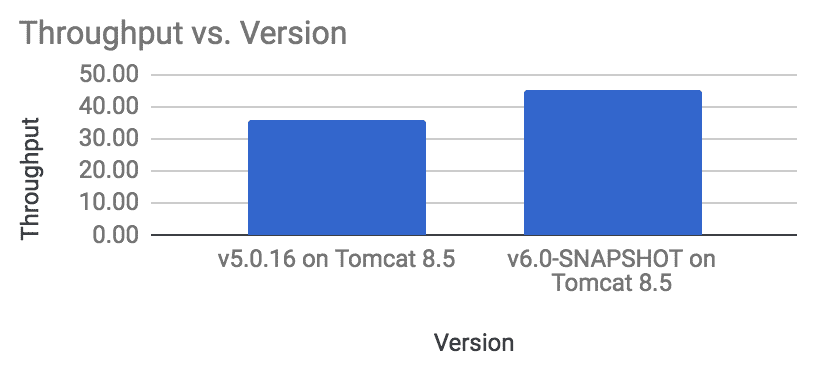 Throughput vs. Version
50.00
40.00
30.00
20.00
10.00
0.00
Throughput
v5.0.16 on Tomcat 8.5
v6.0-SNAPSHOT on
Tomcat 8.5
Version